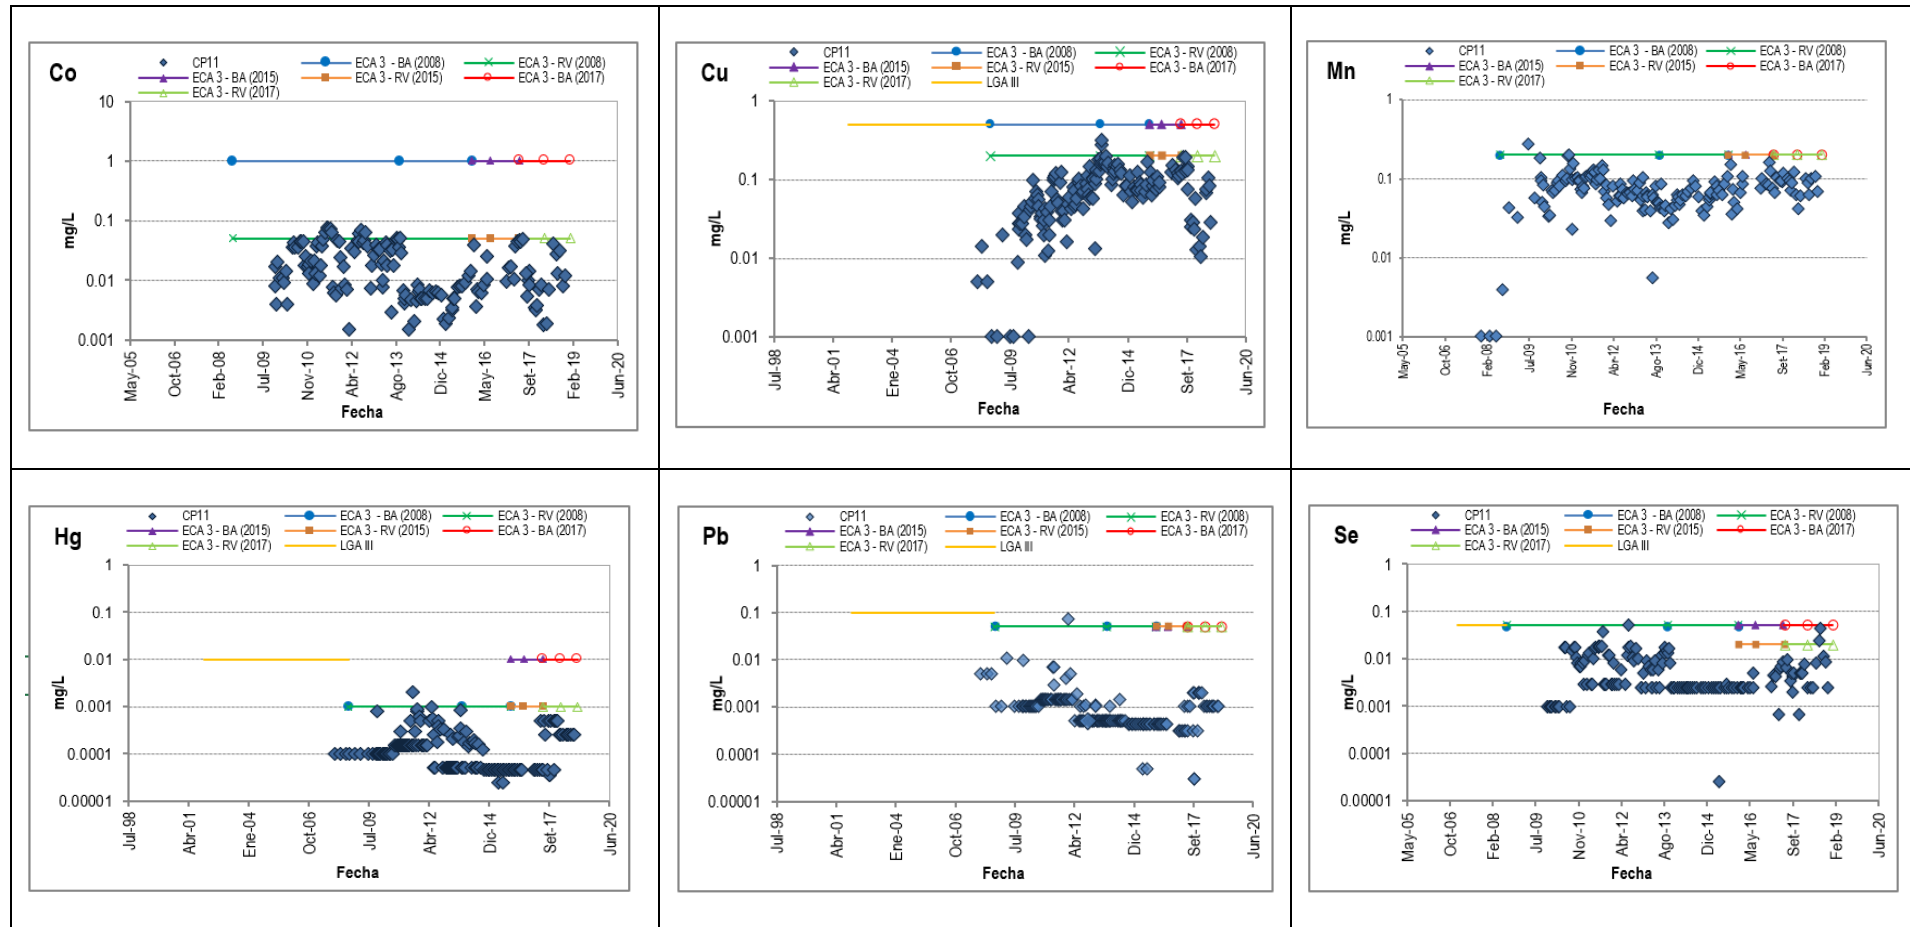 Co
CP11 ECA 3 - BA (2008) ECA 3 - RV (2008)
ECA 3 - BA (2015) ECA 3 - RV (2015) ECA 3 - BA (2017)
ECA 3 - RV (2017)
10
1
0.1
0.01
0.001
mg/L
May-05 Oct-06 Feb-08 Jul-09 Nov-10 Abr-12 Ago-13 Dic-14 May-16 Set-17 Feb-19 Jun-20
Fecha
Cu
CP11 ECA 3 - BA (2008) ECA 3 - RV (2008)
ECA 3 - BA (2015) ECA 3 - RV (2015) ECA 3 - BA (2017)
ECA 3 - RV (2017) LGA III
1
0.1
0.01
0.001
mg/L
Jul-98 Abr-01 Ene-04 Oct-06 Jul-09 Abr-12 Dic-14 Set-17 Jun-20
Fecha
Mn
CP11 ECA 3 - BA (2008) ECA 3 - RV (2008)
ECA 3 - BA (2015) ECA 3 - RV (2015) ECA 3 - BA (2017)
ECA 3 - RV (2017)
1
0.1
0.01
0.001
mg/L
May-05 Oct-06 Feb-08 Jul-09 Nov-10 Abr-12 Ago-13 Dic-14 May-16 Set-17 Feb-19 Jun-20
Fecha
Hg
CP11 ECA 3 - BA (2008) ECA 3 - RV (2008)
ECA 3 - BA (2015) ECA 3 - RV (2015) ECA 3 - BA (2017)
ECA 3 - RV (2017) LGA III
1
0.1
0.01
0.001
0.0001
0.00001
mg/L
Jul-98 Abr-01 Ene-04 Oct-06 Jul-09 Abr-12 Dic-14 Set-17 Jun-20
Fecha
Pb
CP11 ECA 3 - BA (2008) ECA 3 - RV (2008)
ECA 3 - BA (2015) ECA 3 - RV (2015) ECA 3 - BA (2017)
ECA 3 - RV (2017) LGA III
1
0.1
0.01
0.001
0.0001
0.00001
mg/L
Jul-98 Abr-01 Ene-04 Oct-06 Jul-09 Abr-12 Dic-14 Set-17 Jun-20
Fecha
Se
CP11 ECA 3 - BA (2008) ECA 3 - RV (2008)
ECA 3 - BA (2015) ECA 3 - RV (2015) ECA 3 - BA (2017)
ECA 3 - RV (2017) LGA III
1
0.1
0.01
0.001
0.0001
0.00001
mg/L
May-05 Oct-06 Feb-08 Jul-09 Nov-10 Abr-12 Ago-13 Dic-14 May-16 Set-17 Feb-19 Jun-20
Fecha